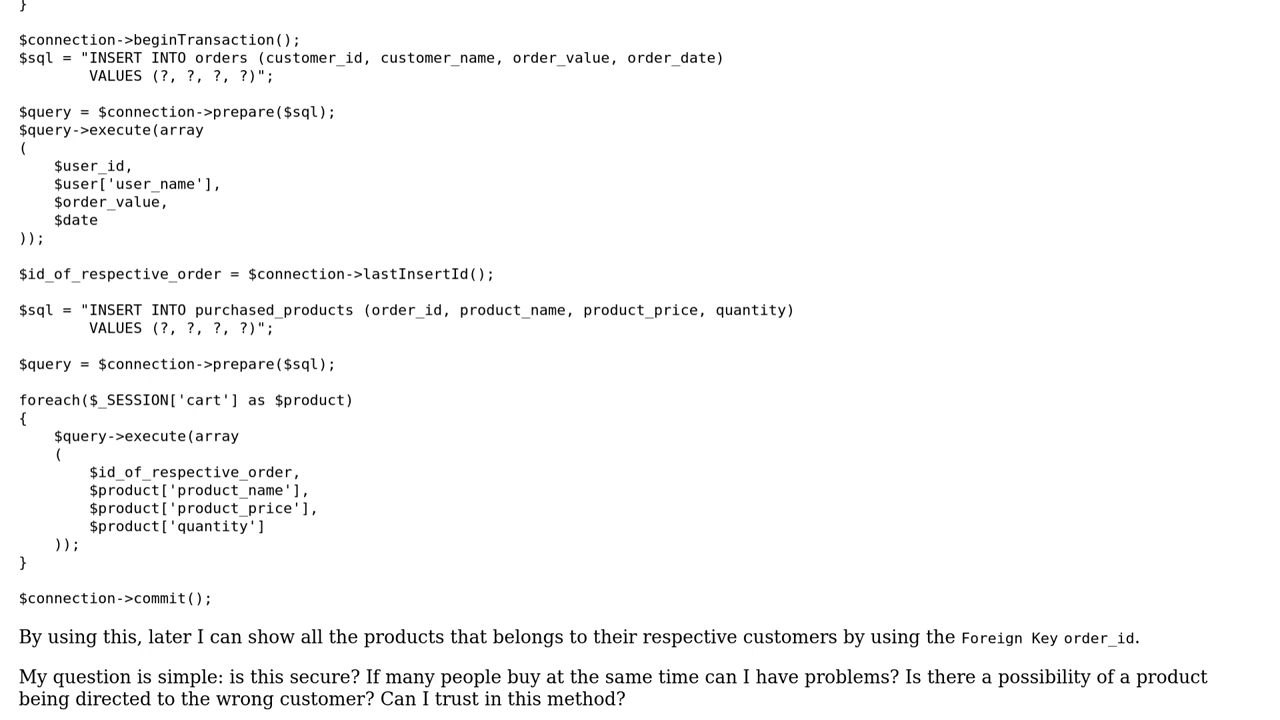 }
$connection->beginTransaction();
$sql = "INSERT INTO orders (customer_id, customer_name, order_value, order_date)
        VALUES (?, ?, ?, ?)";
$query = $connection->prepare($sql);
$query->execute(array
(
    $user_id,
    $user['user_name'],
    $order_value,
    $date
));
$id_of_respective_order = $connection->lastInsertId();
$sql = "INSERT INTO purchased_products (order_id, product_name, product_price, quantity)
        VALUES (?, ?, ?, ?)";
$query = $connection->prepare($sql);
foreach($_SESSION['cart'] as $product)
{
    $query->execute(array
    (
        $id_of_respective_order,
        $product['product_name'],
        $product['product_price'],
        $product['quantity']
    ));
}
$connection->commit();
By using this, later I can show all the products that belongs to their respective customers by using the Foreign Key order_id.
My question is simple: is this secure? If many people buy at the same time can I have problems? Is there a possibility of a product
being directed to the wrong customer? Can I trust in this method?